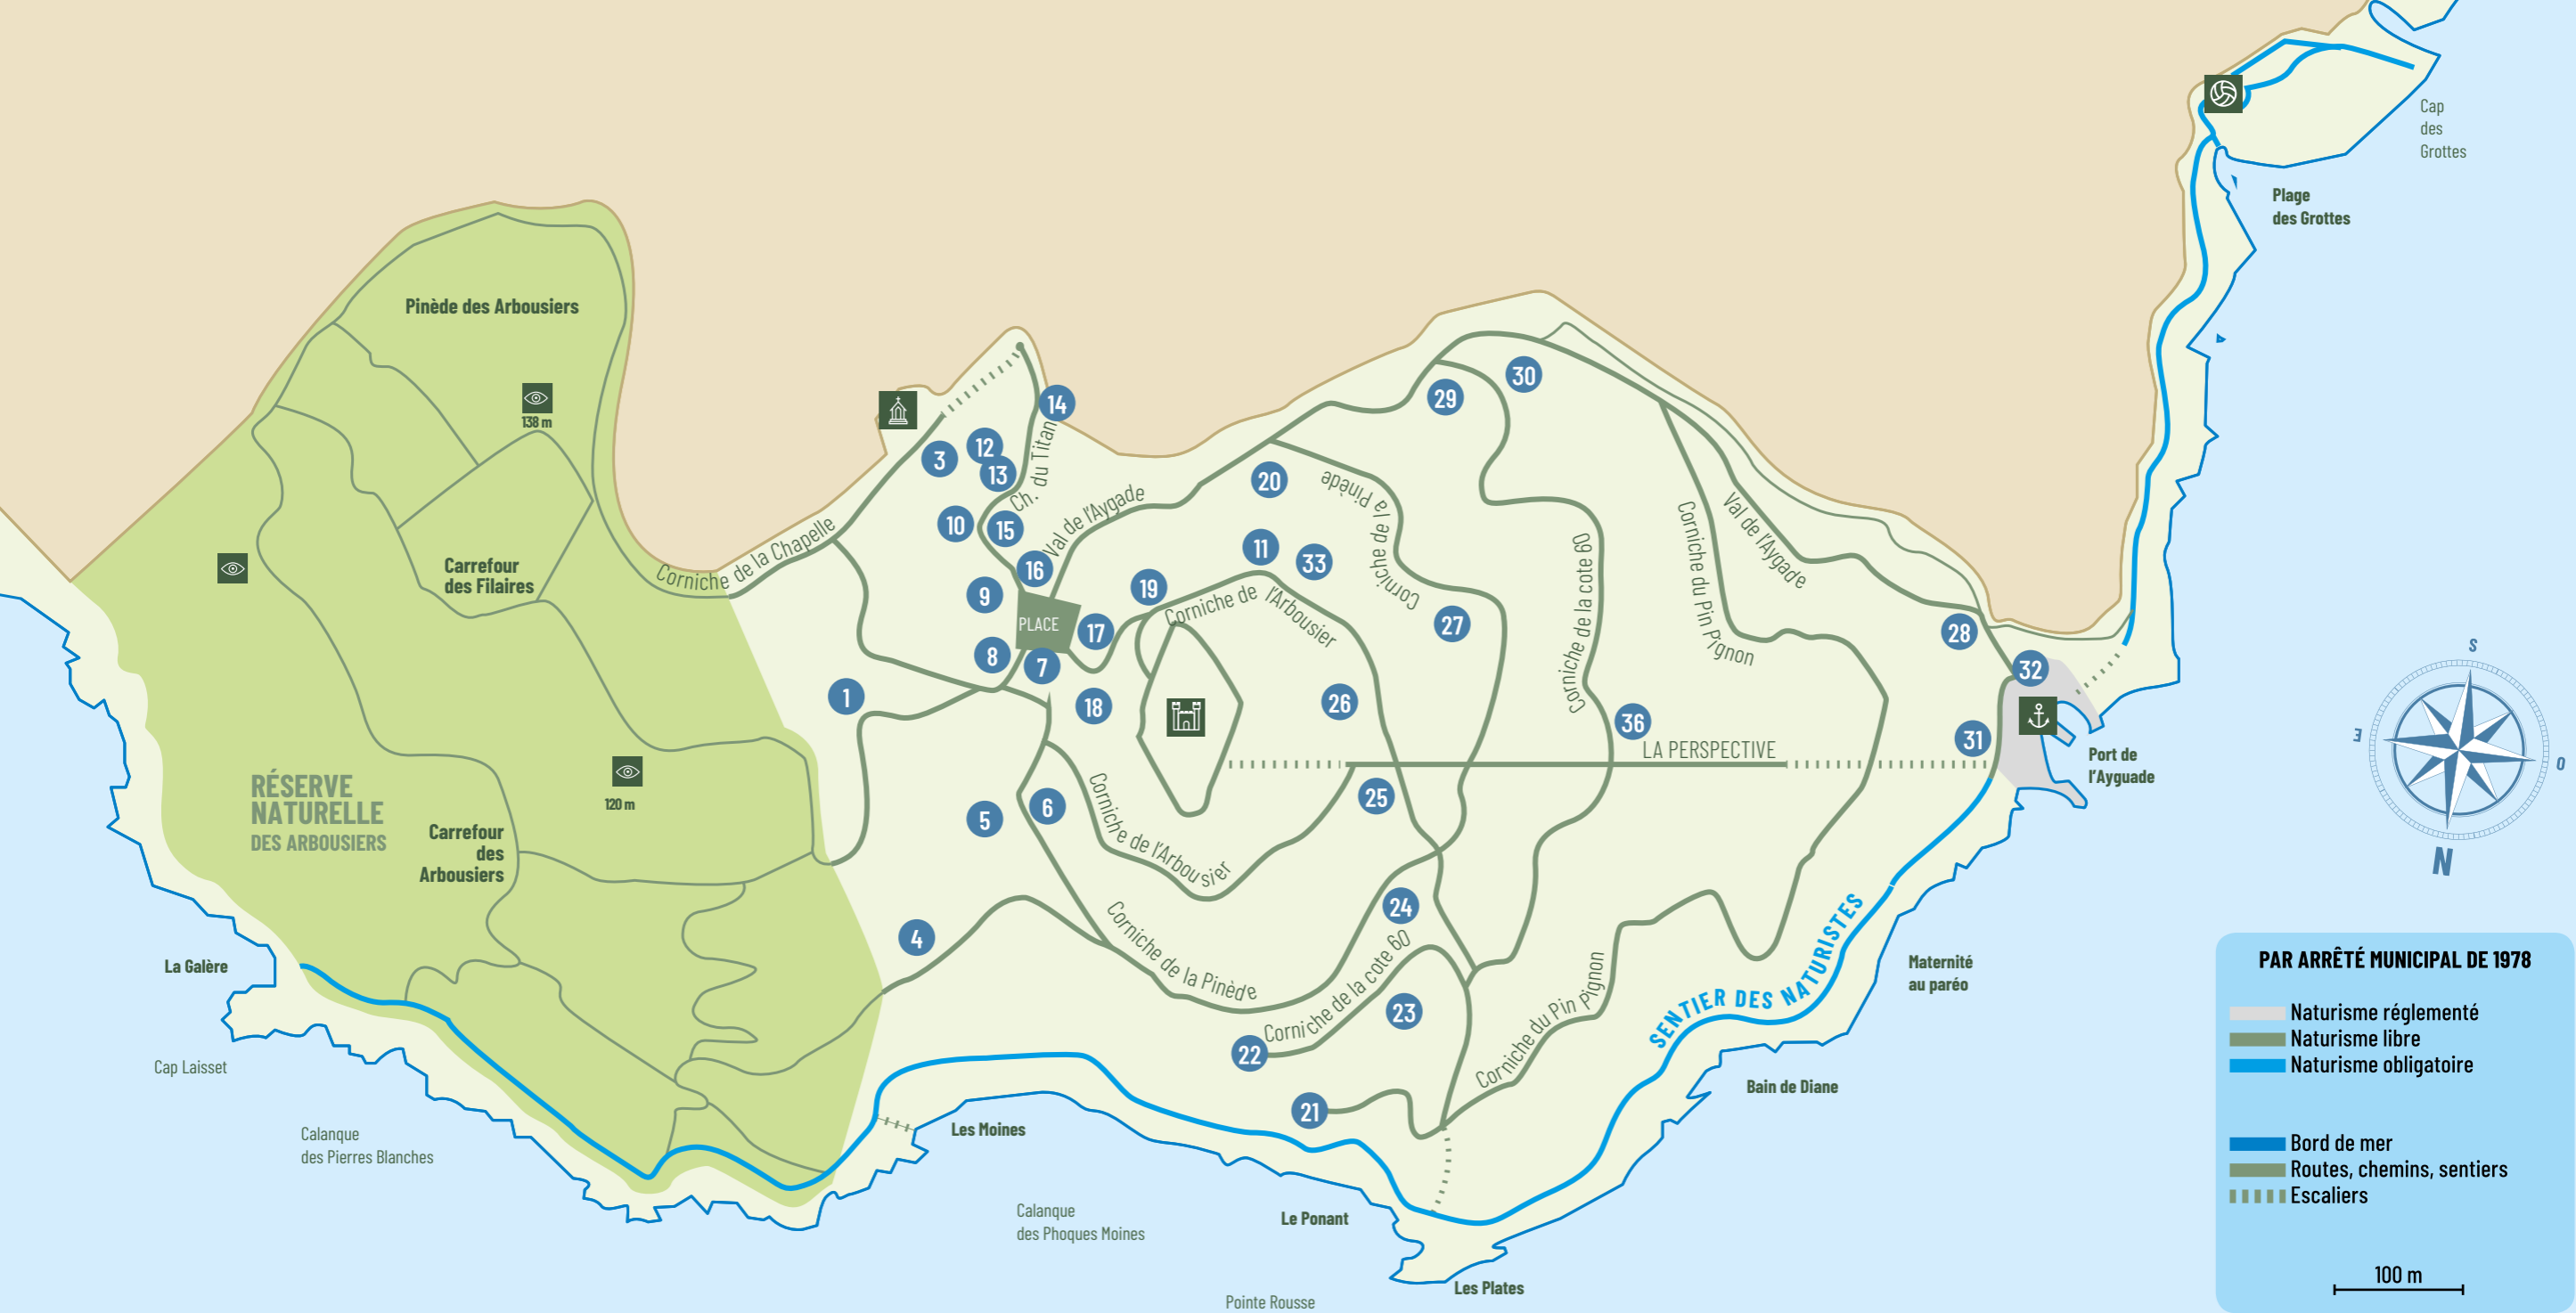 Cap
des
Grottes
Plage
des Grottes
Pinède des Arbousiers
138 m
Carrefour
des Filaires
RÉSERVE
NATURELLE
DES ARBOUSIERS
120 m
Carrefour
des
Arbousiers
Corniche de la Chapelle
Ch. du Titan
Val de l'Aygade
PLACE
Corniche de l'Arbousier
Corniche de la Pinède
Corniche de la cote 60
Corniche du Pin Pignon
Val de l'Aygade
LA PERSPECTIVE
Corniche de l'Arbousier
Corniche de la Pinède
Corniche de la cote 60
Corniche du Pin Pignon
SENTIER DES NATURISTES
30
29
14
12
3
13
20
10
15
11
33
16
19
9
27
17
28
8
7
32
1
26
18
36
31
25
6
5
24
4
23
22
21
Port de
l'Ayguade
S
E
O
N
Maternité
au paréo
Bain de Diane
La Galère
Cap Laisset
Calanque
des Pierres Blanches
Les Moines
Calanque
des Phoques Moines
Le Ponant
Les Plates
Pointe Rousse
PAR ARRÊTÉ MUNICIPAL DE 1978
Naturisme réglementé
Naturisme libre
Naturisme obligatoire
Bord de mer
Routes, chemins, sentiers
Escaliers
100 m